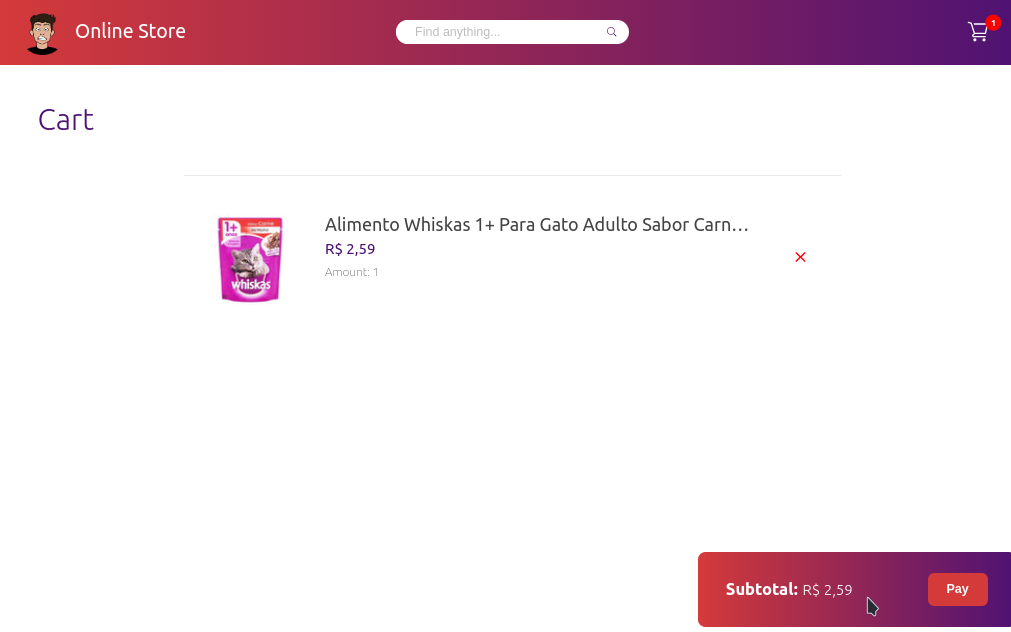 Online Store
Find anything...
1
Cart
Alimento Whiskas 1+ Para Gato Adulto Sabor Carn...
R$ 2,59
Amount: 1
1+
whiskas
Subtotal: R$ 2,59
Pay